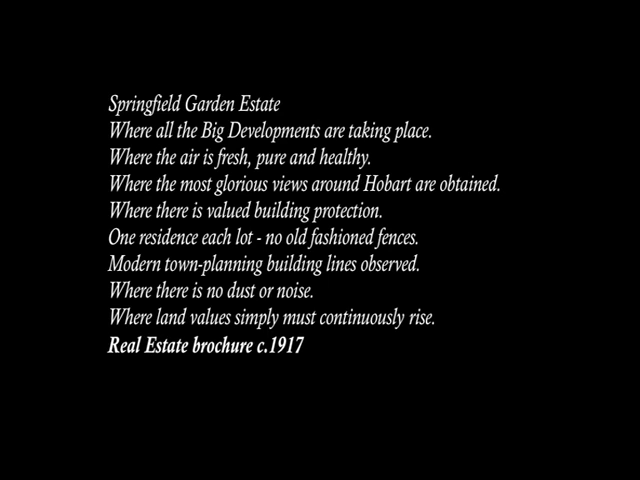 Springfield Garden Estate
Where all the Big Developments are taking place.
Where the air is fresh, pure and healthy.
Where the most glorious views around Hobart are obtained.
Where there is valued building protection.
One residence each lot - no old fashioned fences.
Modern town-planning building lines observed.
Where there is no dust or noise.
Where land values simply must continuously rise.
Real Estate brochure c.1917